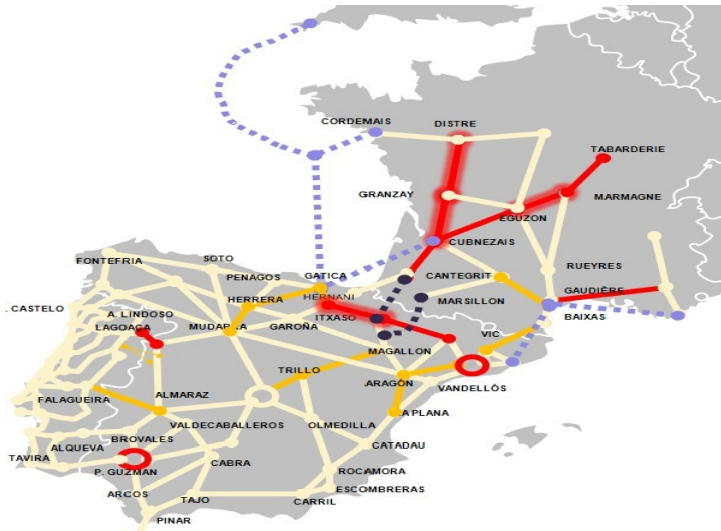 CORDEMAIS
DISTRE
TABARDERIE
GRANZAY
MARMAGNE
EGUZON
CUBNEZAIS
FONTEFRIA
SOTO
PENAGOS
GATICA
CANTEGRIT
RUEYRES
GAUDIÈRE
HERNANI
HERRERA
MARSILLON
. CASTELO
A. LINDOSO
ITXASO
BAIXAS
LAGOAÇA
MUDARRA
GAROÑA
VIC
MAGALLON
TRILLO
ARAGÓN
VANDELLÓS
FALAGUEIRA
ALMARAZ
LA PLANA
VALDECABALLEROS
OLMEDILLA
BROVALES
ALQUEVA
CATADAU
TAVIRA
CABRA
P. GUZMAN
ROCAMORA
ESCOMBRERAS
ARCOS
TAJO
CARRIL
PINAR